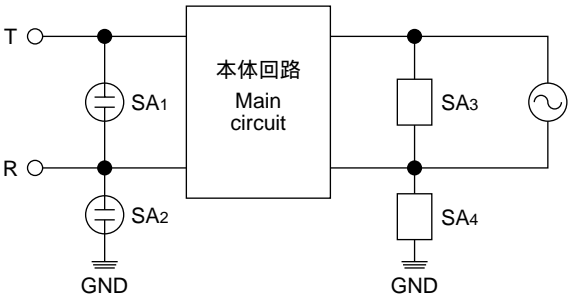 T
本体回路
Main
circuit
SA1
SA3
R
SA2
SA4
GND
GND